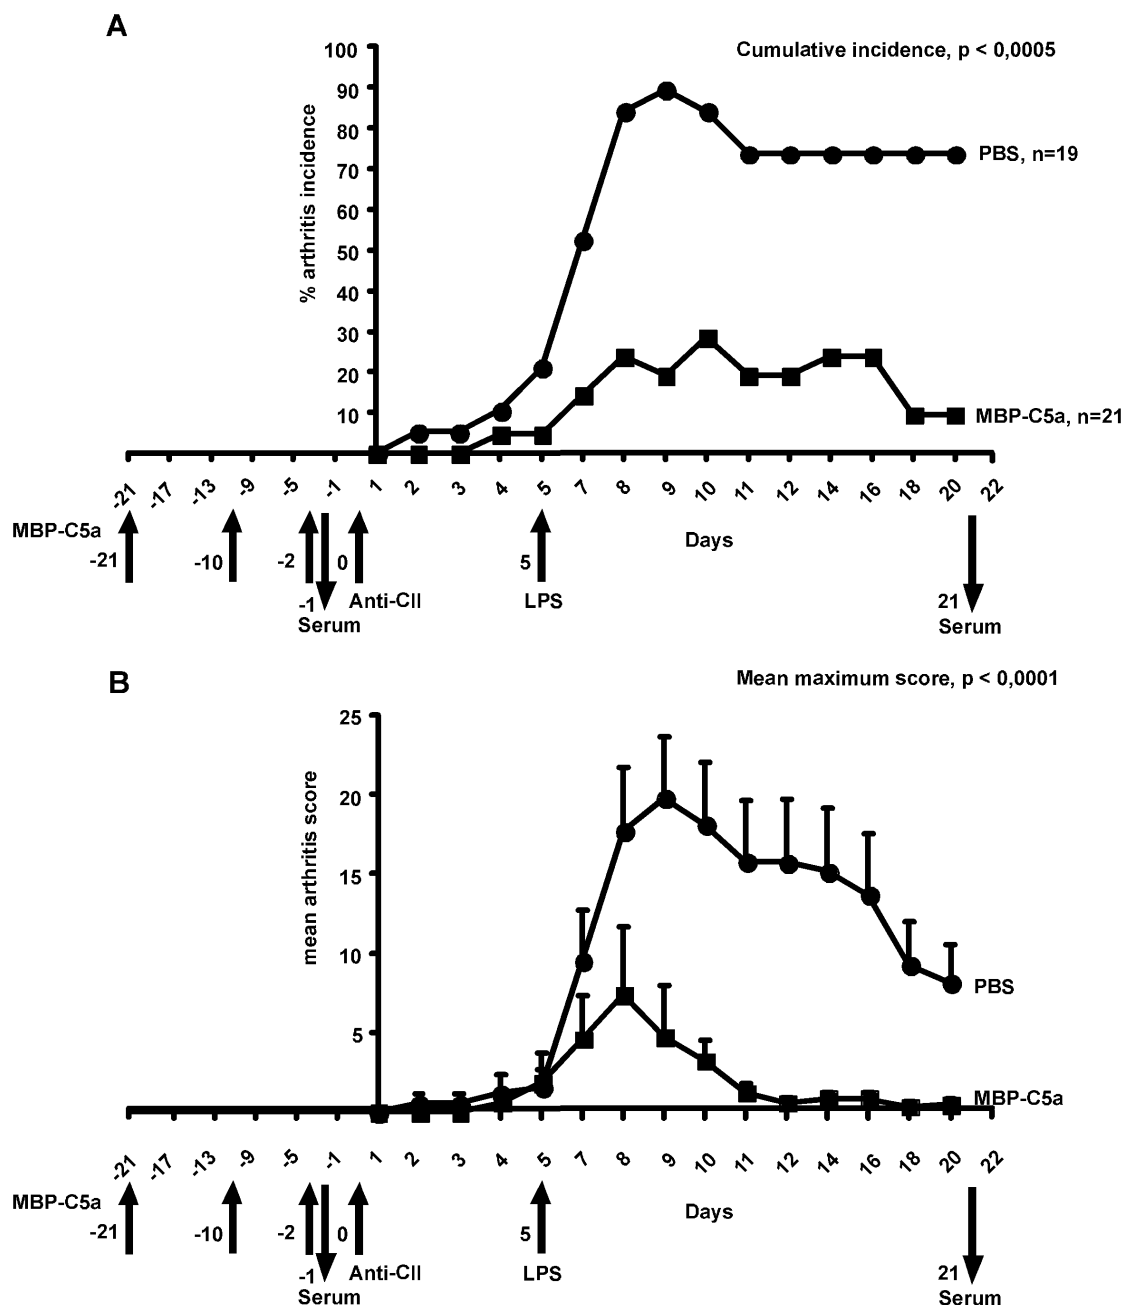 A
Cumulative incidence, p < 0,0005
% arthritis incidence
100
90
80
70
60
50
40
30
20
10
PBS, n=19
MBP-C5a, n=21
-21 -17 -13 -9 -5 -1 1 2 3 4 5 7 8 9 10 11 12 14 16 18 20 22
MBP-C5a
-21 -10 -2 0 5
Days
-1 Anti-CII LPS 21
Serum Serum
B
Mean maximum score, p < 0,0001
mean arthritis score
25
20
15
10
5
PBS
MBP-C5a
-21 -17 -13 -9 -5 -1 1 2 3 4 5 7 8 9 10 11 12 14 16 18 20 22
MBP-C5a
-21 -10 -2 0 5
Days
-1 Anti-CII LPS 21
Serum Serum